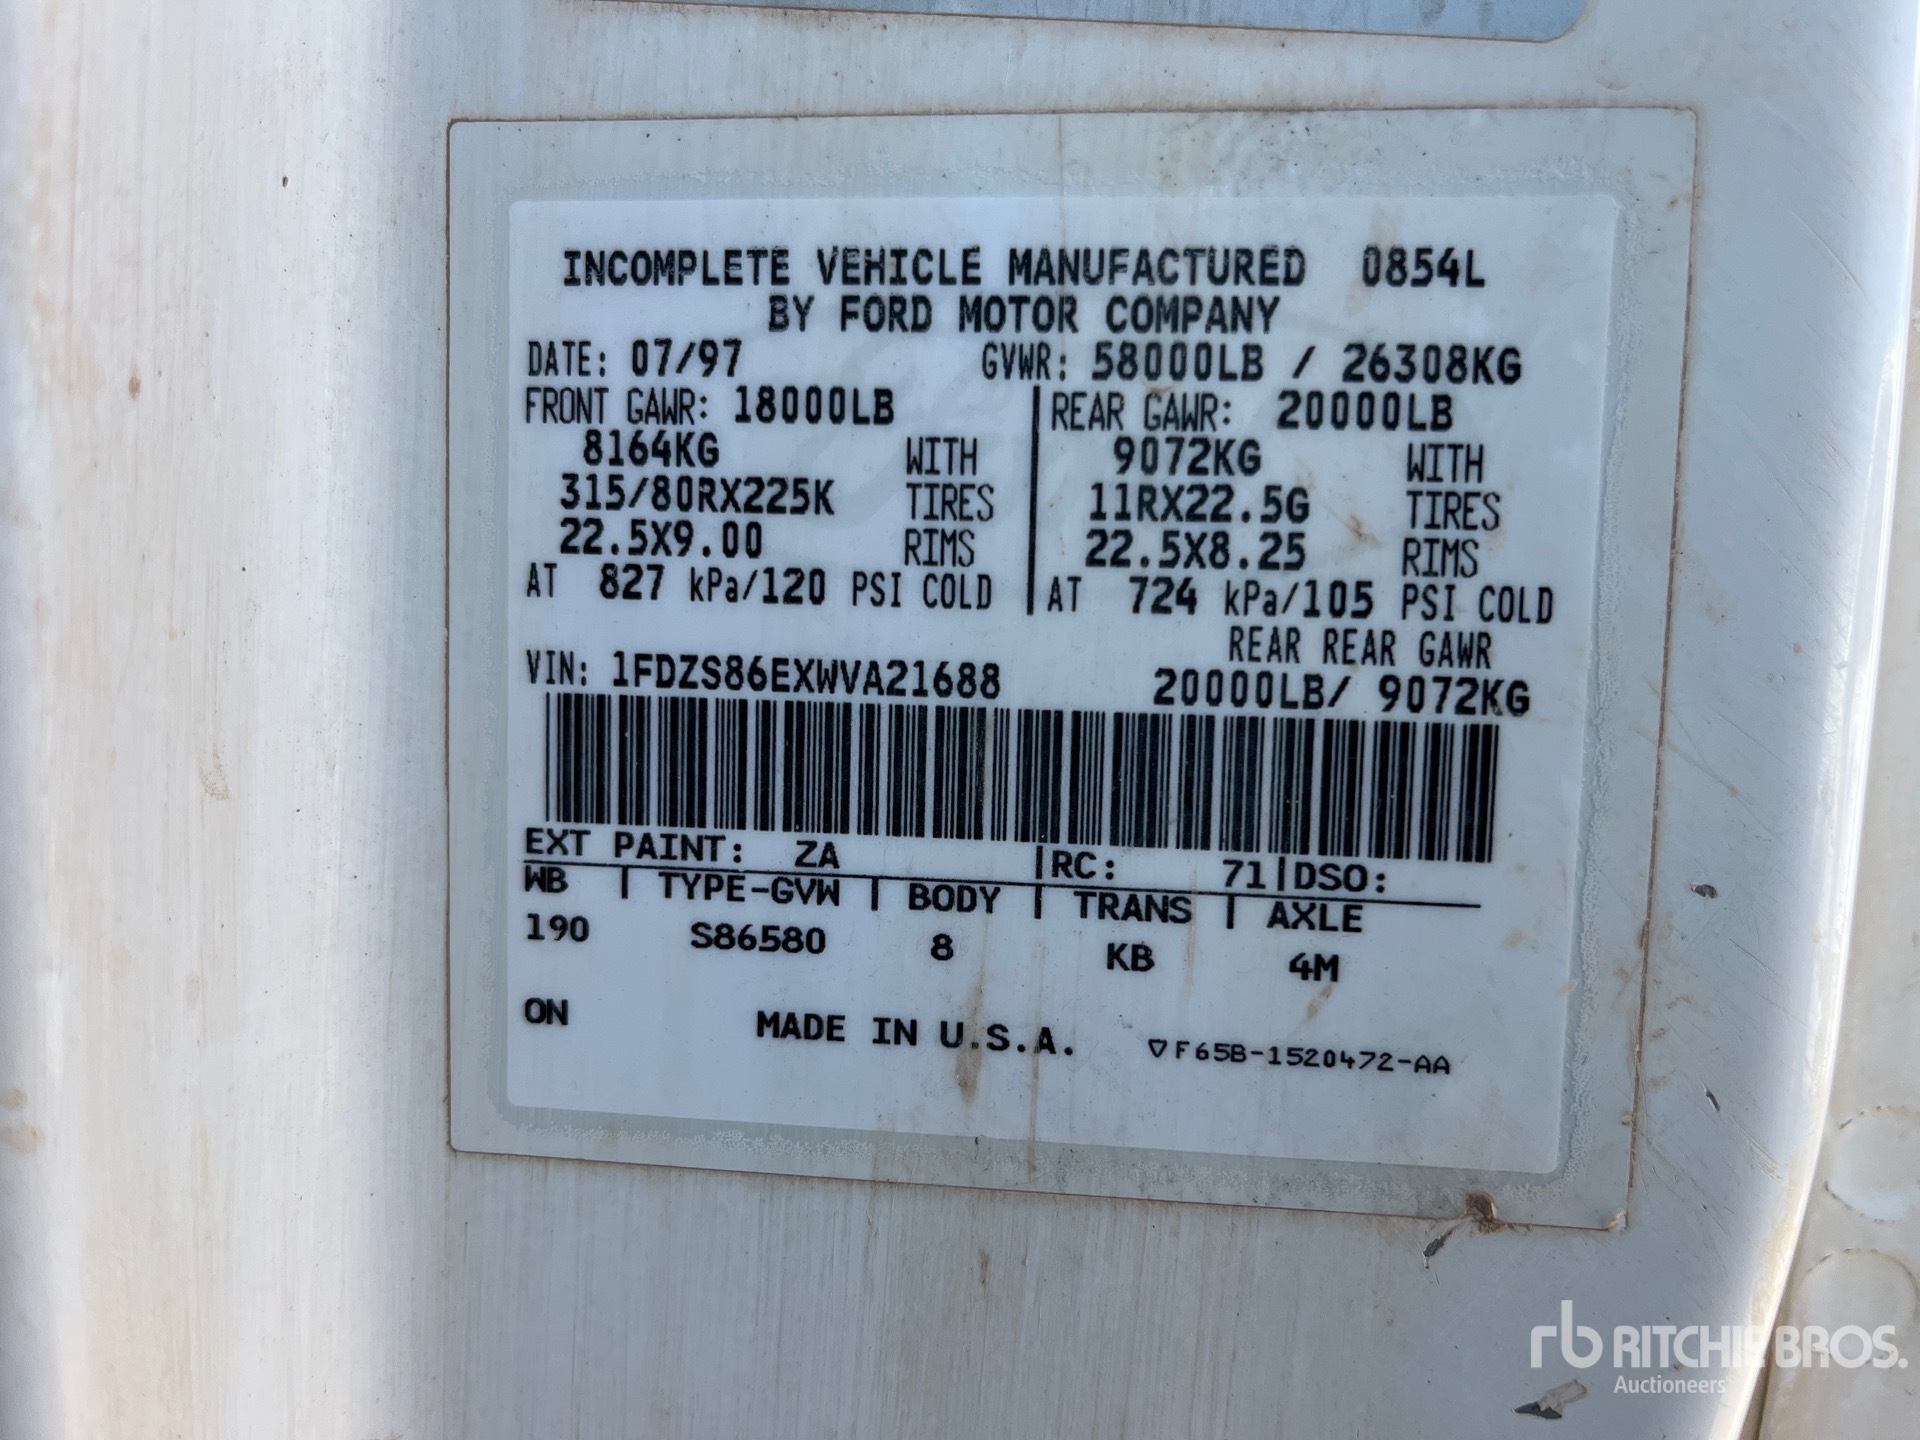 INCOMPLETE VEHICLE MANUFACTURED 0854L
BY FORD MOTOR COMPANY
DATE: 07/97 GVWR: 58000LB / 26308KG
FRONT GAWR: 18000LB REAR GAWR: 20000LB
8164KG WITH 9072KG WITH
315/80RX225K TIRES 11RX22.5G TIRES
22.5X9.00 RIMS 22.5X8.25 RIMS
AT 827 kPa/120 PSI COLD AT 724 kPa/105 PSI COLD
REAR REAR GAWR
VIN: 1FDZS86EXWVA21688 20000LB/ 9072KG
EXT PAINT: ZA RC: 71 DSO:
WB TYPE-GVW BODY TRANS AXLE
190 S86580 8 KB 4M
ON MADE IN U.S.A. F65B-1520472-AA
rb RITCHIE BROS.
Auctioneers